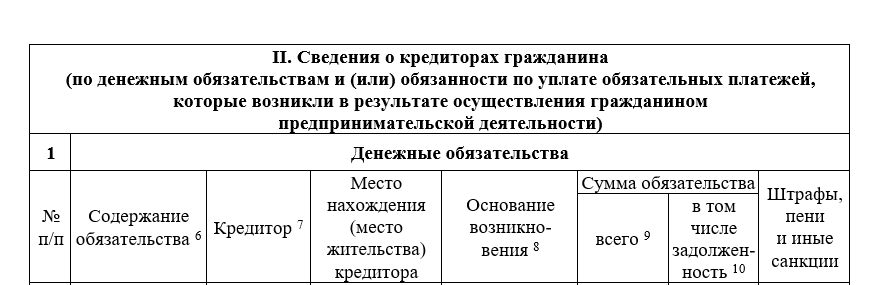 II. Сведения о кредиторах гражданина
(по денежным обязательствам и (или) обязанности по уплате обязательных платежей,
которые возникли в результате осуществления гражданином
предпринимательской деятельности)
1
Денежные обязательства
№
п/п
Содержание
обязательства 6
Кредитор 7
Место
нахождения
(место
жительства)
кредитора
Основание
возникно-
вения 8
Сумма обязательства
всего 9
в том
числе
задолжен-
ность 10
Штрафы,
пени
и иные
санкции